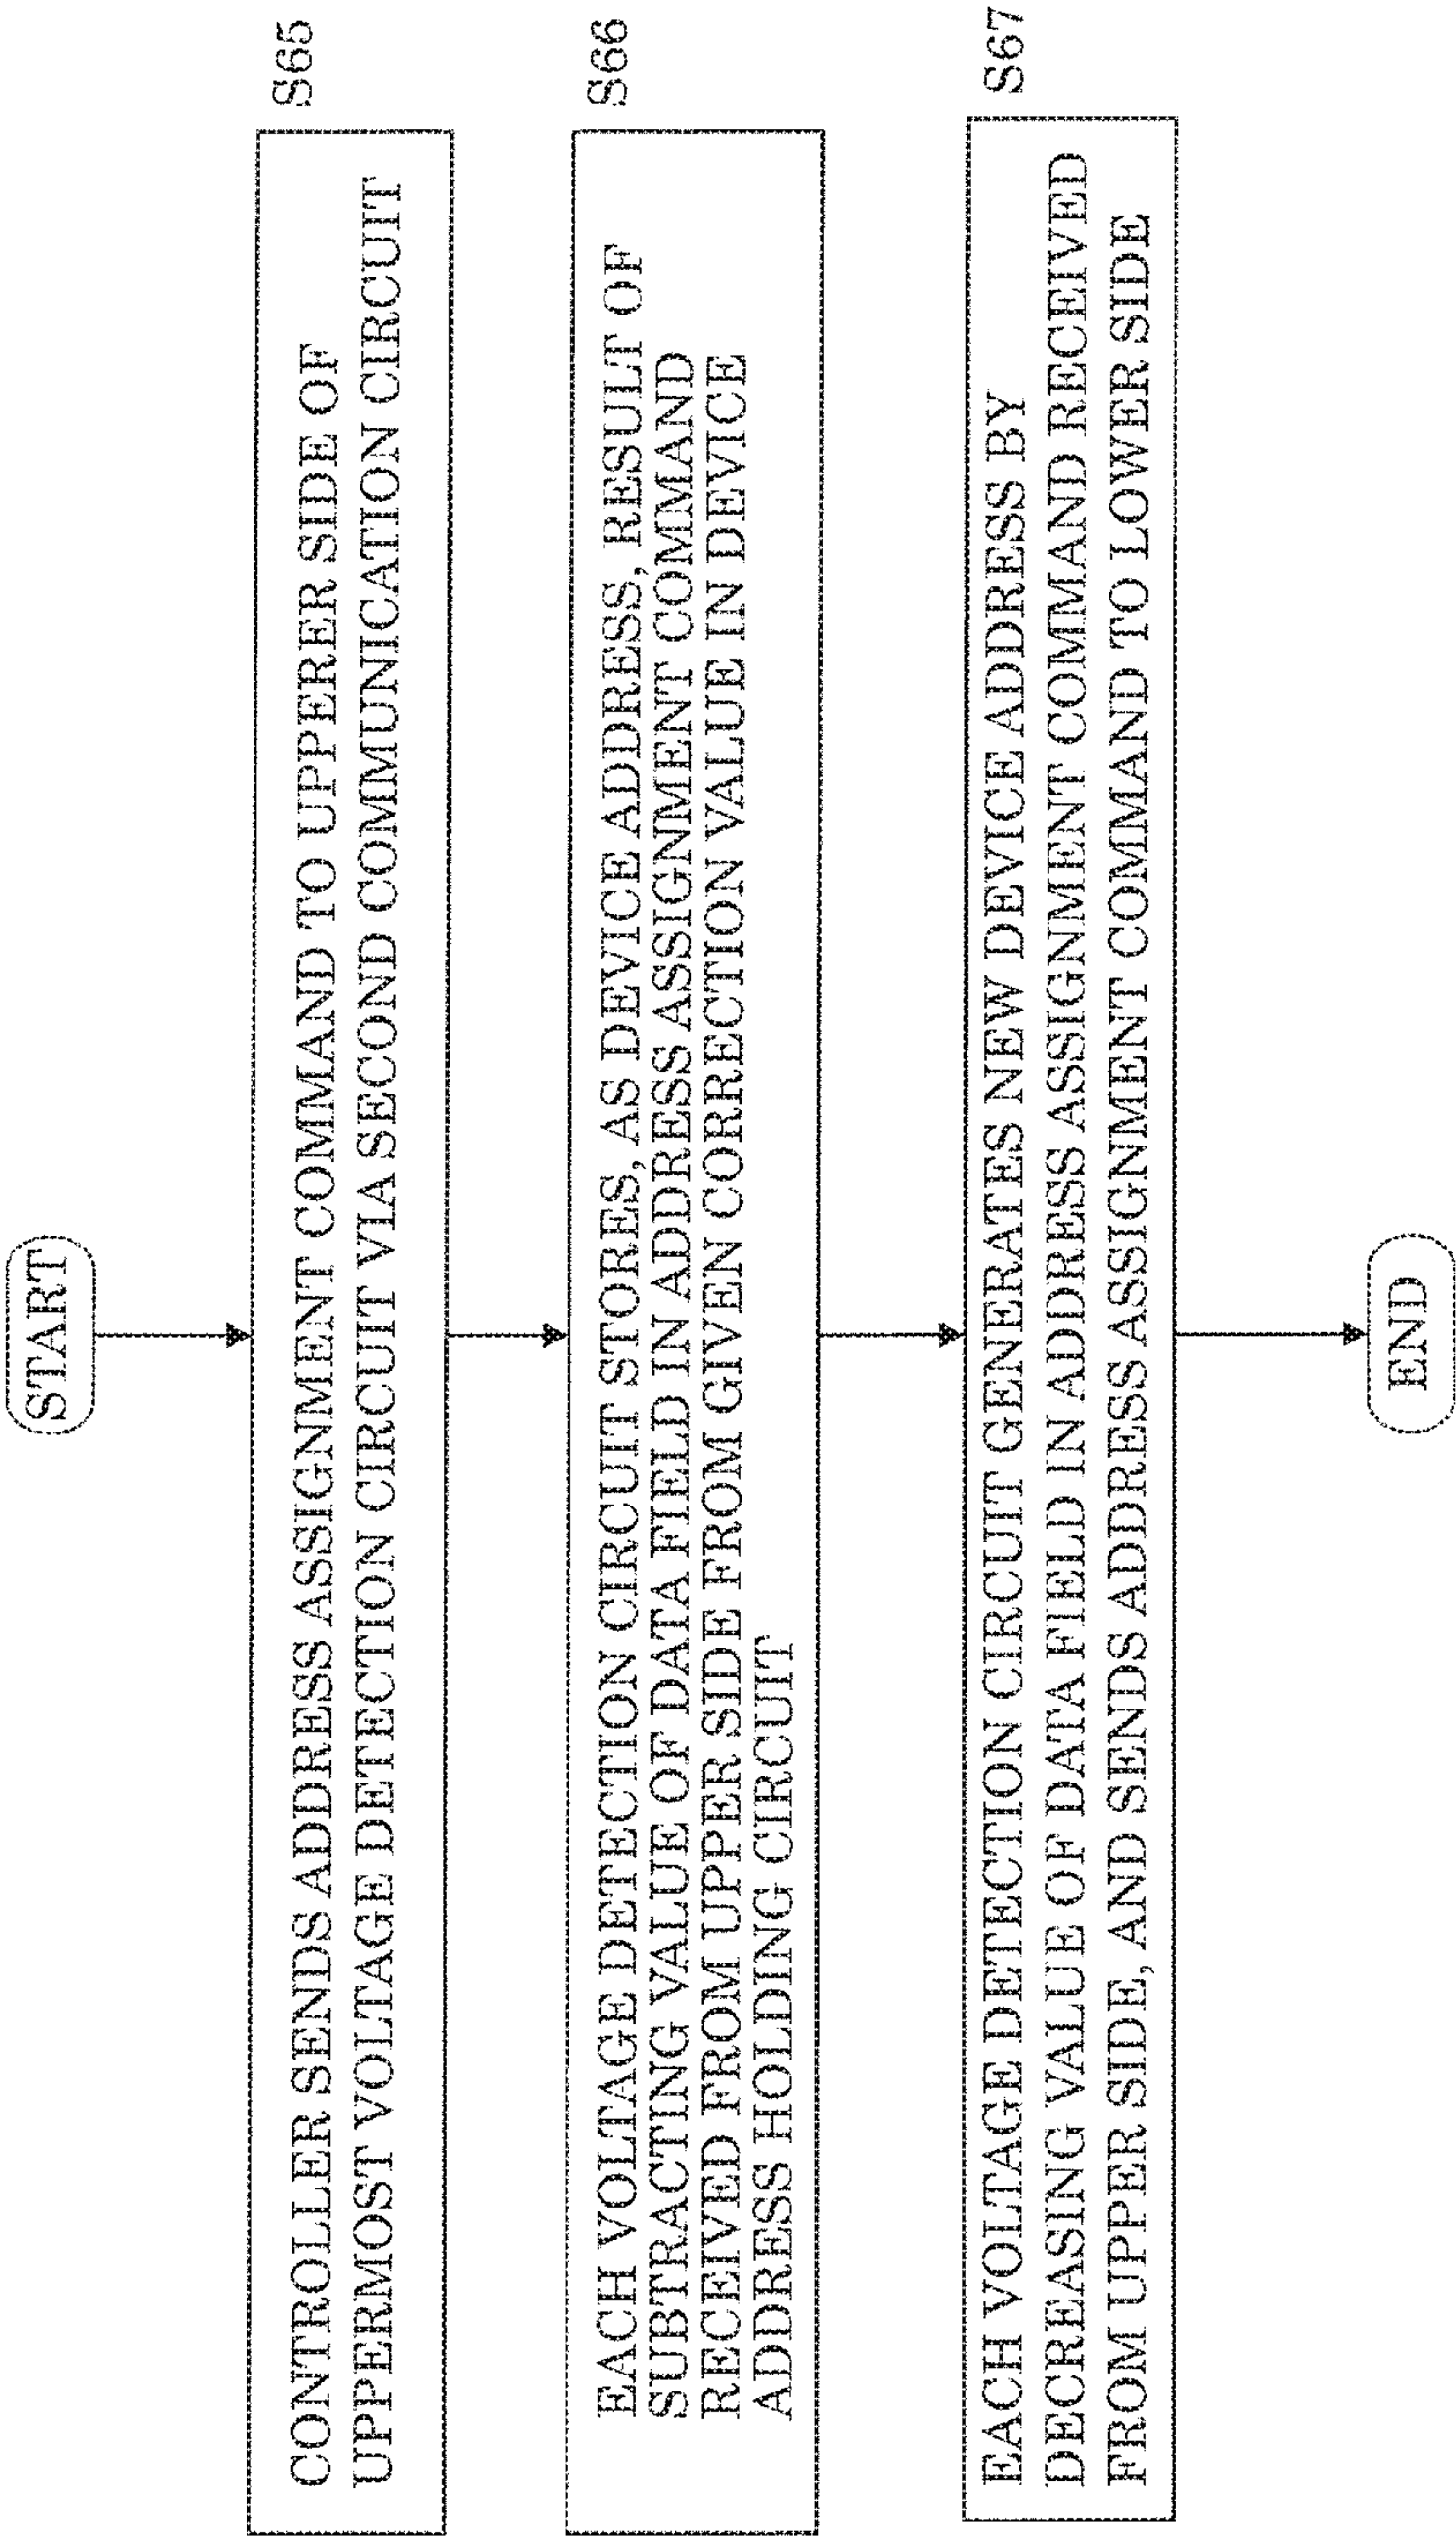 START
S65
CONTROLLER SENDS ADDRESS ASSIGNMENT COMMAND TO UPPERER SIDE OF
UPPERMOST VOLTAGE DETECTION CIRCUIT VIA SECOND COMMUNICATION CIRCUIT
S66
EACH VOLTAGE DETECTION CIRCUIT STORES, AS DEVICE ADDRESS, RESULT OF
SUBTRACTING VALUE OF DATA FIELD IN ADDRESS ASSIGNMENT COMMAND
RECEIVED FROM UPPER SIDE FROM GIVEN CORRECTION VALUE IN DEVICE
ADDRESS HOLDING CIRCUIT
S67
EACH VOLTAGE DETECTION CIRCUIT GENERATES NEW DEVICE ADDRESS BY
DECREASING VALUE OF DATA FIELD IN ADDRESS ASSIGNMENT COMMAND RECEIVED
FROM UPPER SIDE, AND SENDS ADDRESS ASSIGNMENT COMMAND TO LOWER SIDE
END